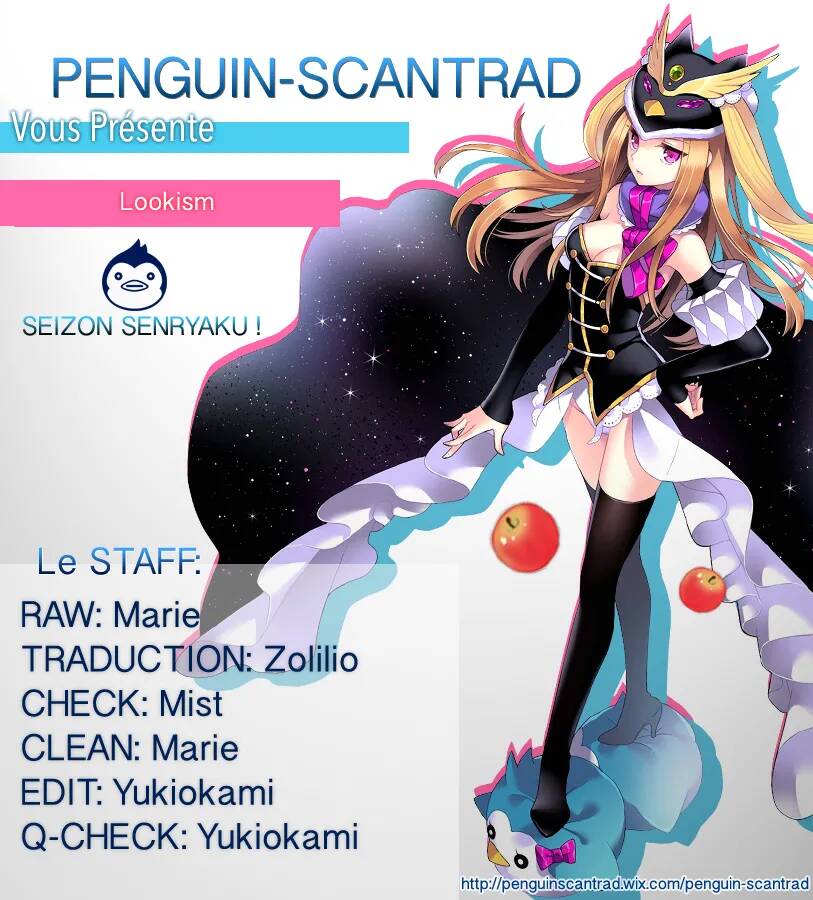 PENGUIN-SCANTRAD
Vous Présente
Lookism
SEIZON SENRYAKU !
Le STAFF:
RAW: Marie
TRADUCTION: Zolilio
CHECK: Mist
CLEAN: Marie
EDIT: Yukiokami
Q-CHECK: Yukiokami
http://penguinscantrad.wix.com/penguin-scantrad